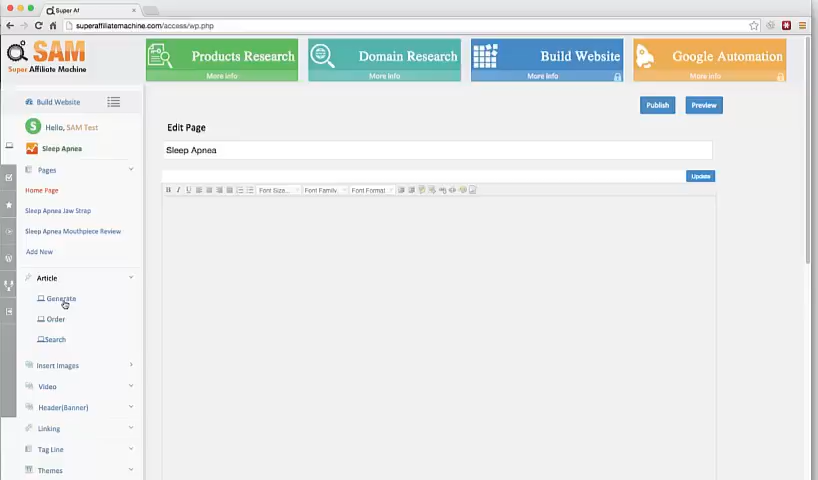 Super Af
superaffiliatemachine.com/access/wp.php
SAM
Super Affiliate Machine
Products Research
More Info
Domain Research
More Info
Build Website
More Info
Google Automation
More Info
Build Website
S
Hello, SAM Test
Sleep Apnea
Pages
Home Page
Sleep Apnea Jaw Strap
Sleep Apnea Mouthpiece Review
Add New
Article
Generate
Order
Search
Insert Images
Video
Header(Banner)
Linking
Tag Line
Themes
Publish
Preview
Edit Page
Sleep Apnea
Update
B I U Font Size... Font Family. Font Format